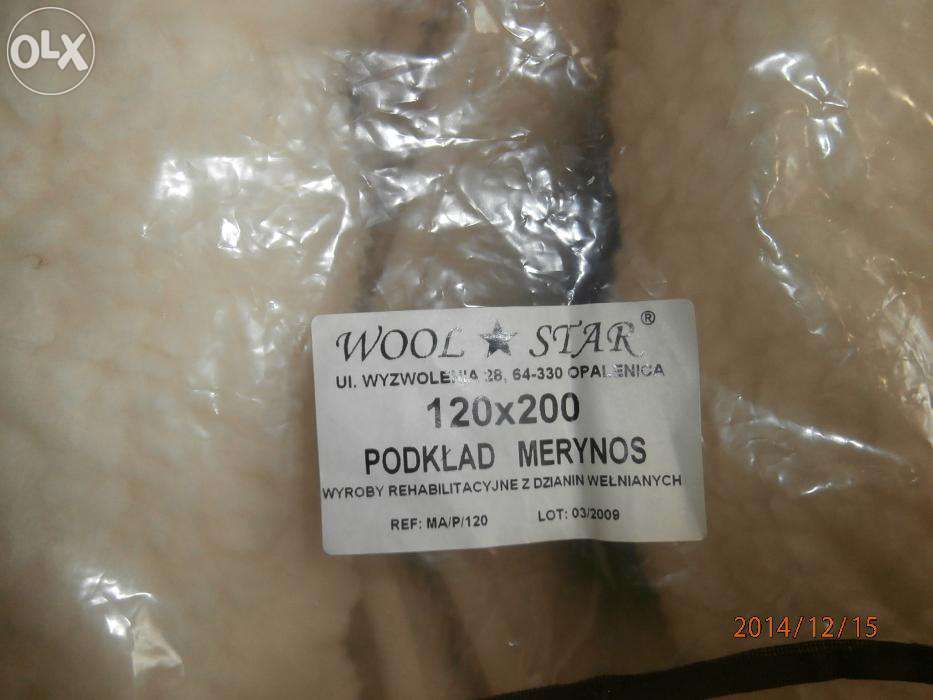 OLX
WOOL ★ STAR®
Ul. WYZWOLENIA 28, 64-330 OPALENICA
120x200
PODKŁAD MERYNOS
WYROBY REHABILITACYJNE Z DZIANIN WEŁNIANYCH
REF: MA/P/120 LOT: 03/2009
2014/12/15